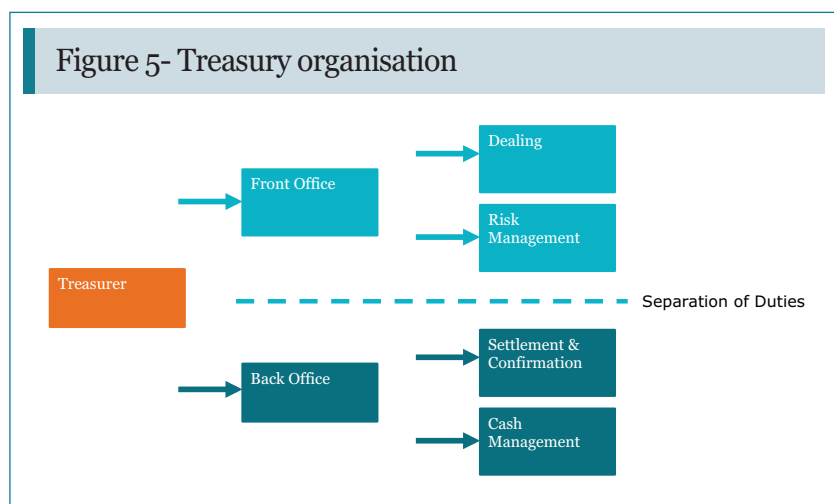 Figure 5- Treasury organisation
Dealing
Front Office
Risk
Management
Treasurer
Separation of Duties
Settlement &
Confirmation
Back Office
Cash
Management